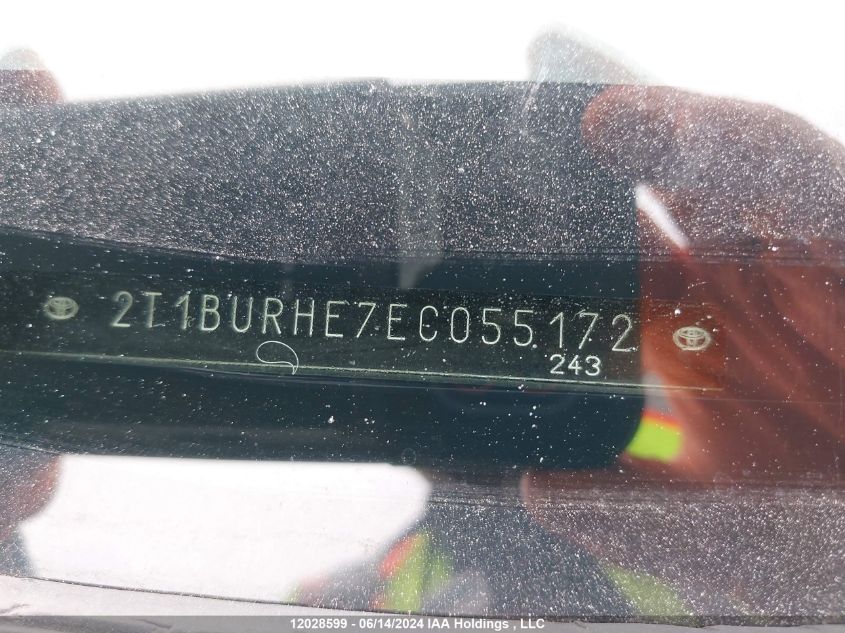 2T1BURHE7EC055172
243
12028599 - 06/14/2024 IAA Holdings , LLC